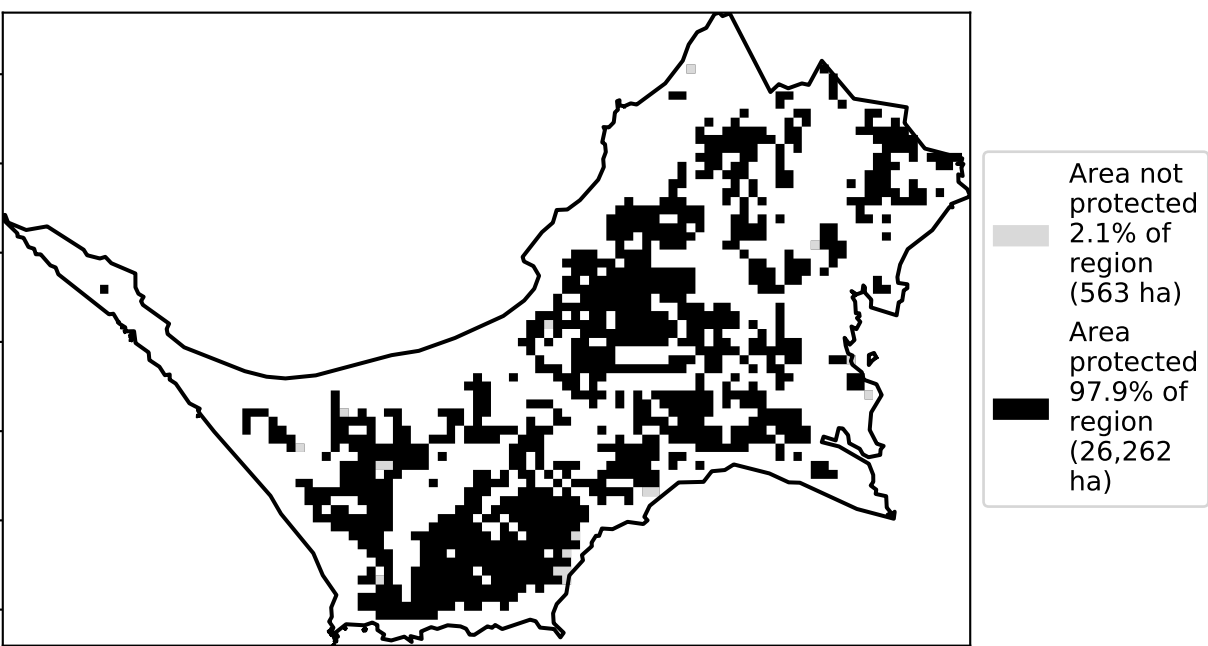 Area not
protected
2.1% of
region
(563 ha)
Area
protected
97.9% of
region
(26,262
ha)